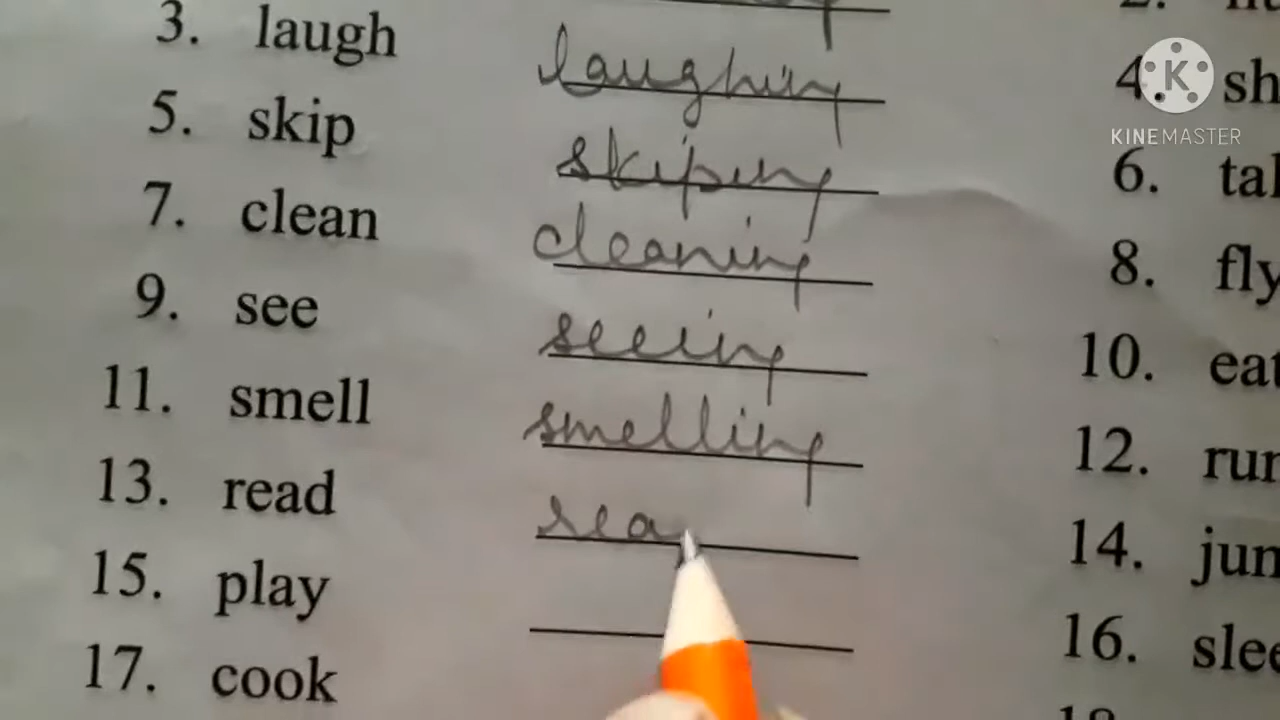 3. laugh laughing 4. sh
5. skip skiping 6. tal
7. clean cleaning 8. fly
9. see seeing 10. eat
11. smell smelling 12. run
13. read rea 14. jum
15. play 16. slee
17. cook 18.
KINEMASTER